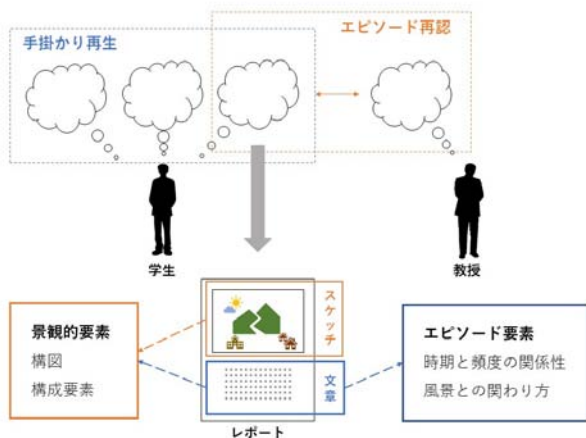 手掛かり再生
エピソード再認
学生
教授
スケッチ
文章
レポート
景観的要素
構図
構成要素
エピソード要素
時期と頻度の関係性
風景との関わり方